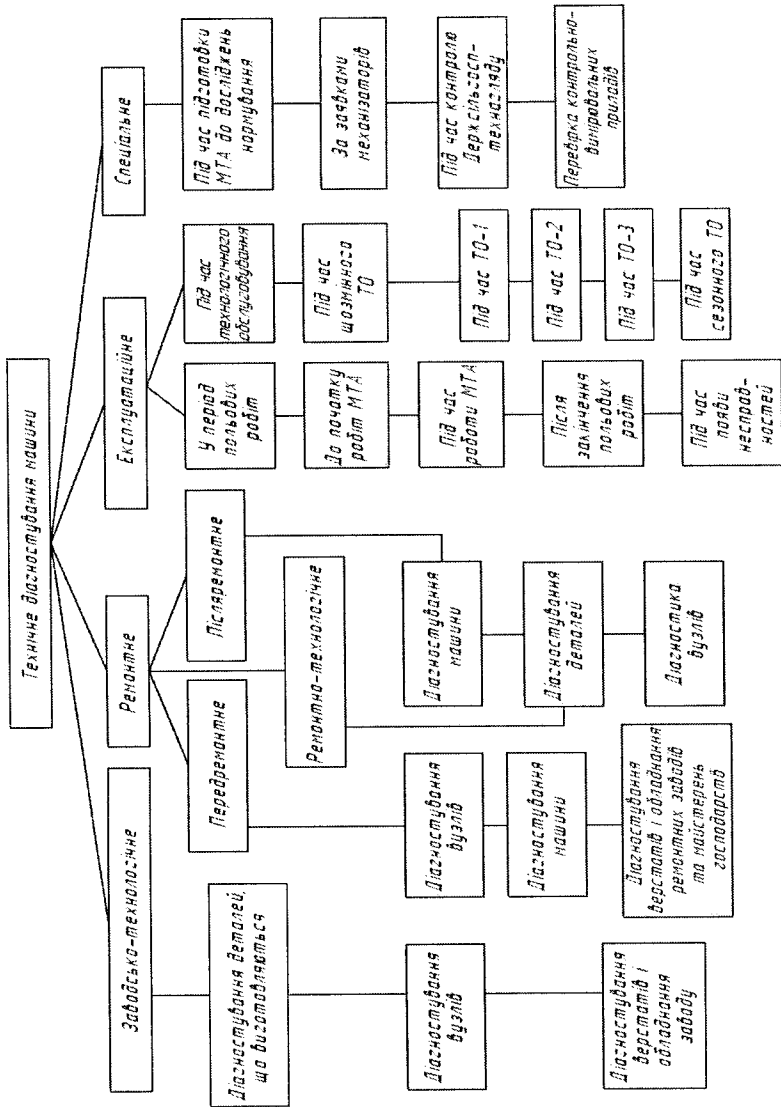 Технічне діагностування машини
Заводсько-технологічне
Ремонтне
Експлуатаційне
Спеціальне
Діагностування деталей,
що виготовляються
Діагностування
вузлів
Діагностування
верстатів і
обладнання
заводу
Передремонтне
Післяремонтне
Ремонтно-технологічне
Діагностування
вузлів
Діагностування
машини
Діагностування
верстатів і обладнання
ремонтних заводів
та майстерень
господарств
Діагностування
машини
Діагностування
деталей
Діагностика
вузлів
У період
польових
робіт
До початку
робіт МТА
Під час
роботи МТА
Після
закінчення
польових
робіт
Під час
появи
несправ-
ностей
Під час
технологічного
обслуговування
Під час
щозмінного
ТО
Під час ТО-1
Під час ТО-2
Під час ТО-3
Під час
сезонного ТО
Під час підготовки
МТА до досліджень
нормування
За заявками
механізаторів
Під час контролю
Держсільгосп-
технагляду
Перевірка контрольно-
вимірювальних
приладів